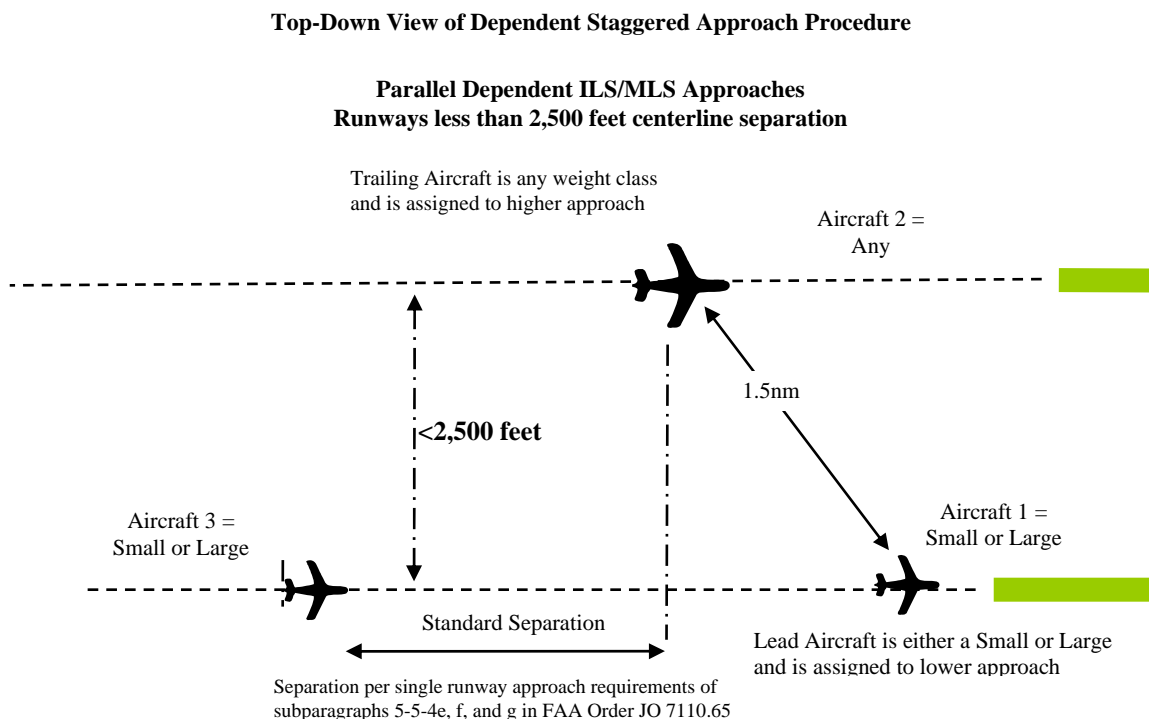 Top-Down View of Dependent Staggered Approach Procedure
Parallel Dependent ILS/MLS Approaches
Runways less than 2,500 feet centerline separation
Trailing Aircraft is any weight class
and is assigned to higher approach
Aircraft 2 =
Any
1.5nm
<2,500 feet
Aircraft 3 =
Small or Large
Aircraft 1 =
Small or Large
Standard Separation
Lead Aircraft is either a Small or Large
and is assigned to lower approach
Separation per single runway approach requirements of
subparagraphs 5-5-4e, f, and g in FAA Order JO 7110.65